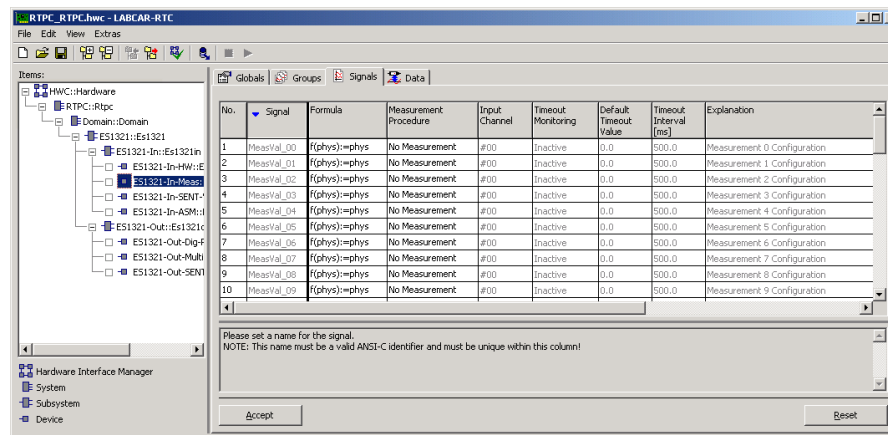 RTPC_RTPC.hwc - LABCAR-RTC
File Edit View Extras
Items:
HWC::Hardware
RTPC::Rtpc
Domain::Domain
ES1321::Es1321
ES1321-In::Es1321in
ES1321-In-HW::E
ES1321-In-Meas:
ES1321-In-SENT-
ES1321-In-ASM::
ES1321-Out::Es1321o
ES1321-Out-Dig-F
ES1321-Out-Multi
ES1321-Out-SENT
Hardware Interface Manager
System
Subsystem
Device
Globals Groups Signals Data
No. Signal Formula Measurement Procedure Input Channel Timeout Monitoring Default Timeout Value Timeout Interval [ms] Explanation
1 MeasVal_00 f(phys):=phys No Measurement #00 Inactive 0.0 500.0 Measurement 0 Configuration
2 MeasVal_01 f(phys):=phys No Measurement #00 Inactive 0.0 500.0 Measurement 1 Configuration
3 MeasVal_02 f(phys):=phys No Measurement #00 Inactive 0.0 500.0 Measurement 2 Configuration
4 MeasVal_03 f(phys):=phys No Measurement #00 Inactive 0.0 500.0 Measurement 3 Configuration
5 MeasVal_04 f(phys):=phys No Measurement #00 Inactive 0.0 500.0 Measurement 4 Configuration
6 MeasVal_05 f(phys):=phys No Measurement #00 Inactive 0.0 500.0 Measurement 5 Configuration
7 MeasVal_06 f(phys):=phys No Measurement #00 Inactive 0.0 500.0 Measurement 6 Configuration
8 MeasVal_07 f(phys):=phys No Measurement #00 Inactive 0.0 500.0 Measurement 7 Configuration
9 MeasVal_08 f(phys):=phys No Measurement #00 Inactive 0.0 500.0 Measurement 8 Configuration
10 MeasVal_09 f(phys):=phys No Measurement #00 Inactive 0.0 500.0 Measurement 9 Configuration
Please set a name for the signal.
NOTE: This name must be a valid ANSI-C identifier and must be unique within this column!
Accept Reset